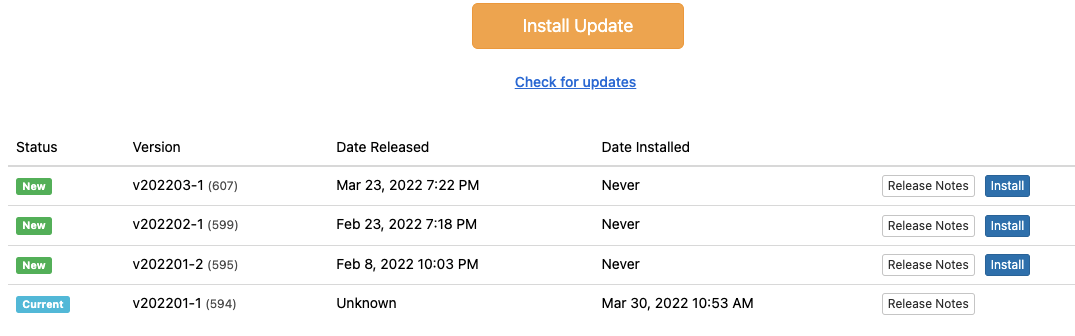 Install Update
Check for updates
Status Version Date Released Date Installed
New v202203-1 (607) Mar 23, 2022 7:22 PM Never Release Notes Install
New v202202-1 (599) Feb 23, 2022 7:18 PM Never Release Notes Install
New v202201-2 (595) Feb 8, 2022 10:03 PM Never Release Notes Install
Current v202201-1 (594) Unknown Mar 30, 2022 10:53 AM Release Notes